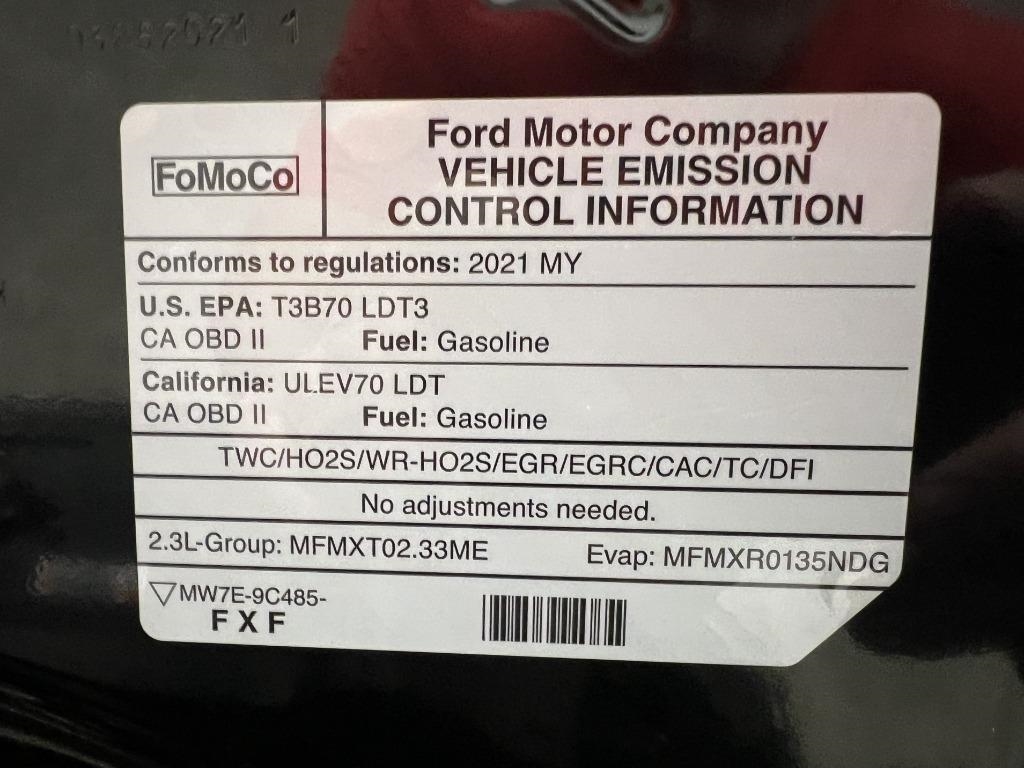 FoMoCo
Ford Motor Company
VEHICLE EMISSION
CONTROL INFORMATION
Conforms to regulations: 2021 MY
U.S. EPA: T3B70 LDT3
CA OBD II Fuel: Gasoline
California: ULEV70 LDT
CA OBD II Fuel: Gasoline
TWC/HO2S/WR-HO2S/EGR/EGRC/CAC/TC/DFI
No adjustments needed.
2.3L-Group: MFMXT02.33ME Evap: MFMXR0135NDG
MW7E-9C485-
F X F